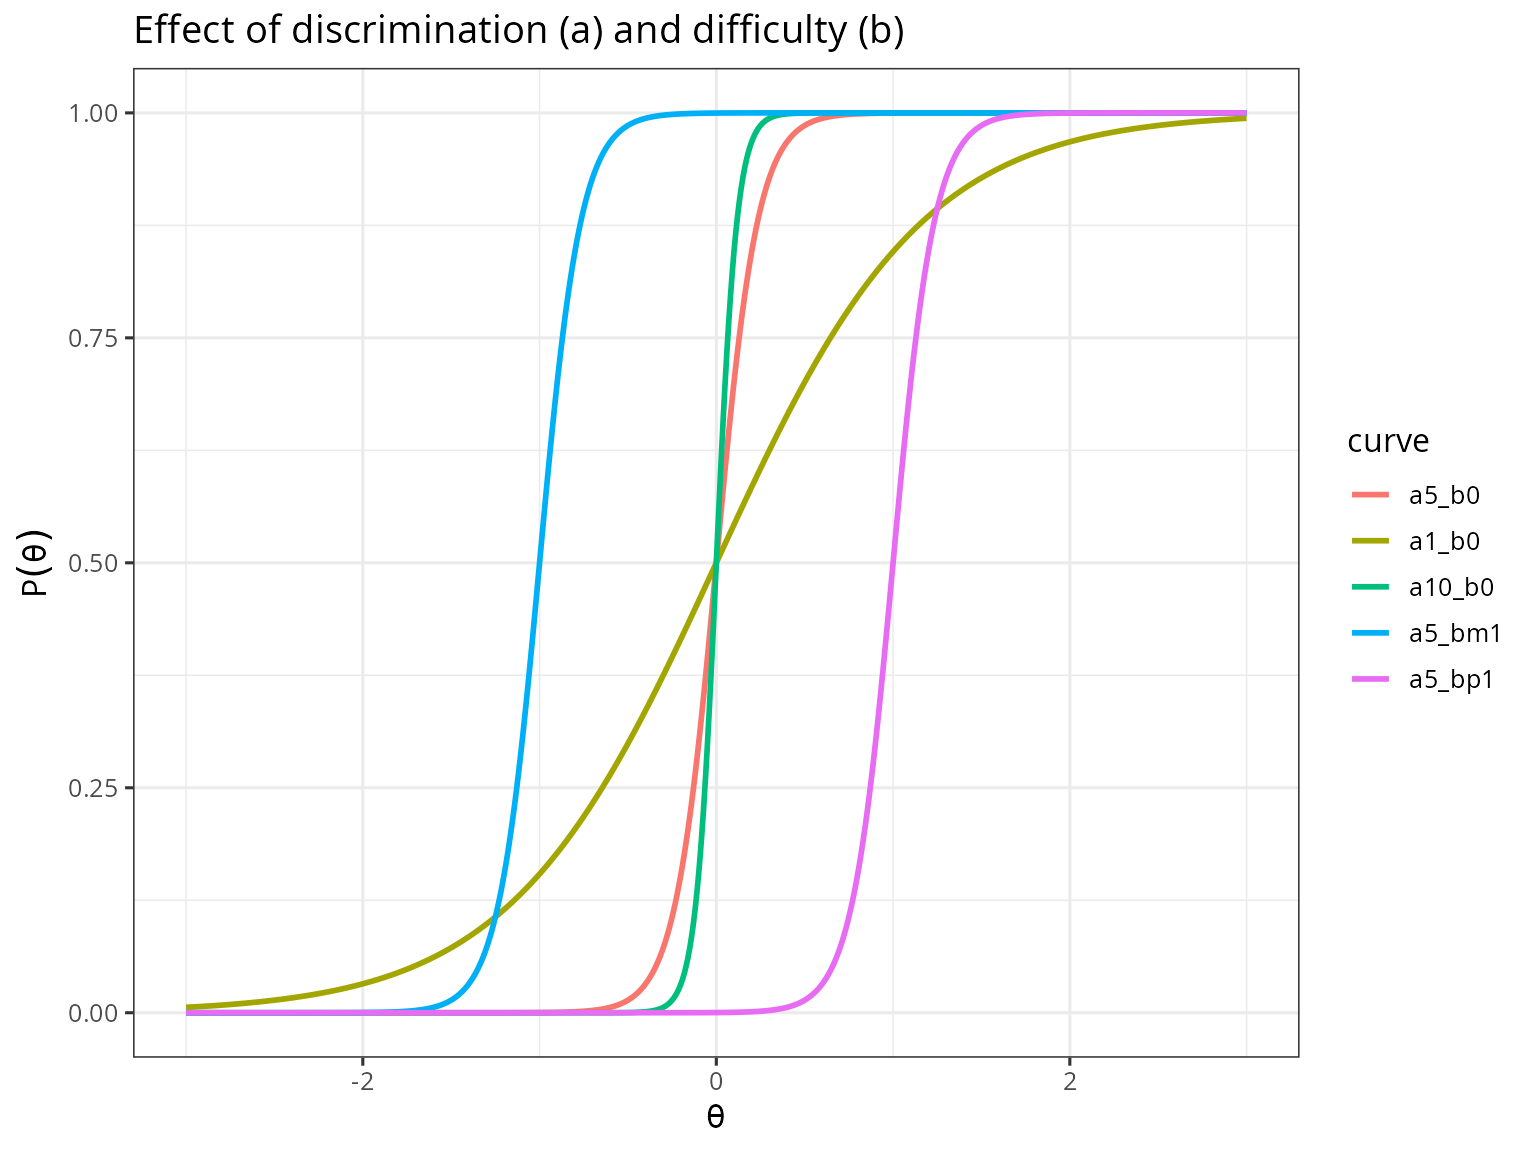 Effect of discrimination (a) and difficulty (b)
1.00
0.75
0.50
0.25
0.00
P(θ)
-2
0
2
θ
curve
a5_b0
a1_b0
a10_b0
a5_bm1
a5_bp1